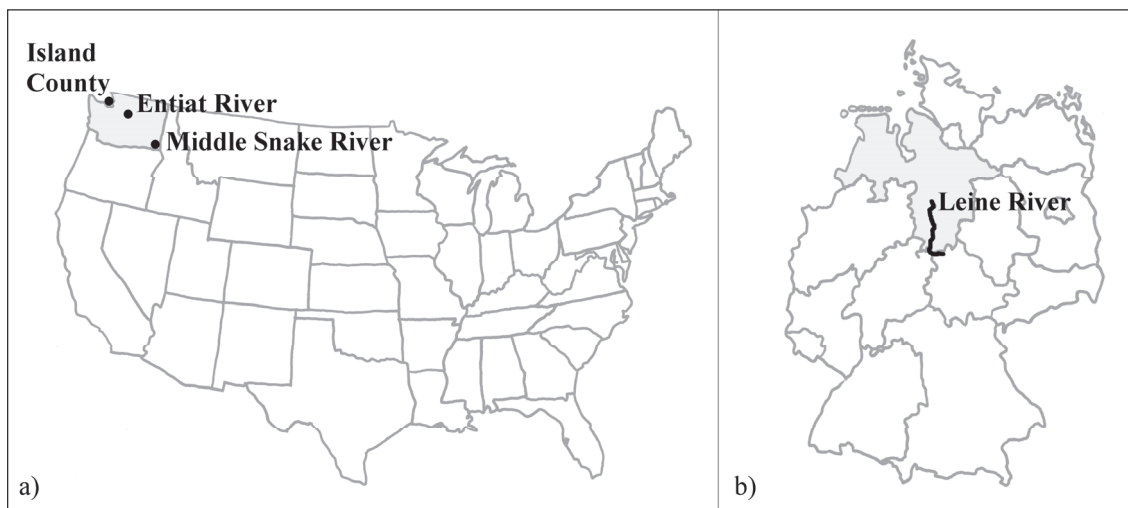 Island
County
Entiat River
Middle Snake River
a)
Leine River
b)